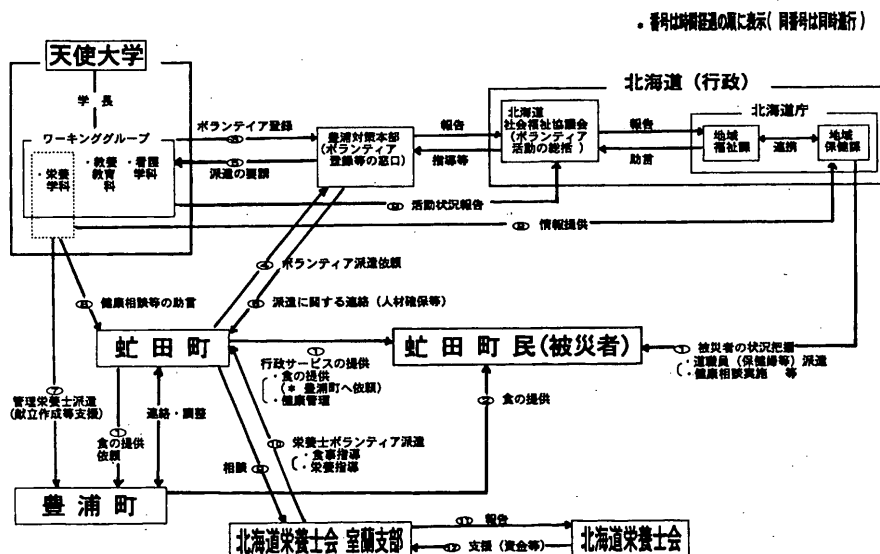 ・番号は時間経過の順に表示( 同番号は同時進行 )
天使大学
学 長
ワーキンググループ
・栄養
学科
・教養
教育
科
・看護
学科
ボランテイア登録
③
⑤
派遣の要請
豊浦対策本部
(ボランティア
登録等の窓口)
報告
指導等
北海道（行政）
北海道
社会福祉協議会
(ボランティア
活動の総括 )
報告
助言
北海道庁
地域
福祉課
連携
地域
保健課
⑨ 活動状況報告
⑨ 情報提供
④ ボランティア派遣依頼
⑥ 派遣に関する連絡（人材確保等）
⑧ 健康相談等の助言
虻 田 町
①
行政サービスの提供
・食の提供
(＊ 豊浦町へ依頼)
・健康管理
虻 田 町 民(被災者)
① 被災者の状況把握
・道職員（保健婦等）派遣
・健康相談実施 等
⑦
管理栄養士派遣
(献立作成等支援)
①
食の提供
依頼
連絡・調整
② 食の提供
相談
⑩ 栄養士ボランティア派遣
・食事指導
・栄養指導
豊 浦 町
北海道栄養士会 室蘭支部
⑪ 報告
⑫ 支援（資金等）
北海道栄養士会